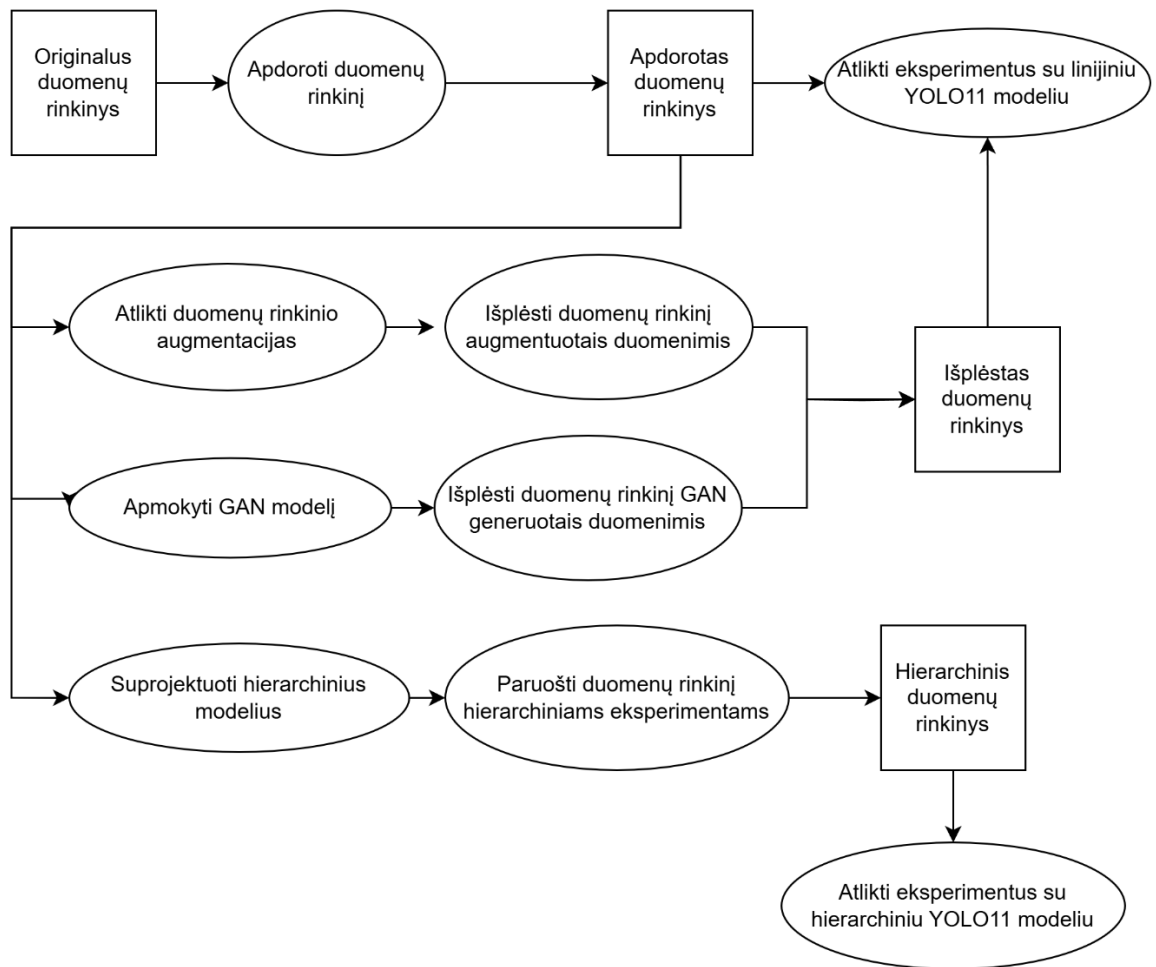 Originalus
duomenų
rinkinys
Apdoroti duomenų
rinkinį
Apdorotas
duomenų
rinkinys
Atlikti eksperimentus su linijiniu
YOLO11 modeliu
Atlikti duomenų rinkinio
augmentacijas
Išplėsti duomenų rinkinį
augmentuotais duomenimis
Išplėstas
duomenų
rinkinys
Apmokyti GAN modelį
Išplėsti duomenų rinkinį GAN
generuotais duomenimis
Suprojektuoti hierarchinius
modelius
Paruošti duomenų rinkinį
hierarchiniams eksperimentams
Hierarchinis
duomenų
rinkinys
Atlikti eksperimentus su
hierarchiniu YOLO11 modeliu